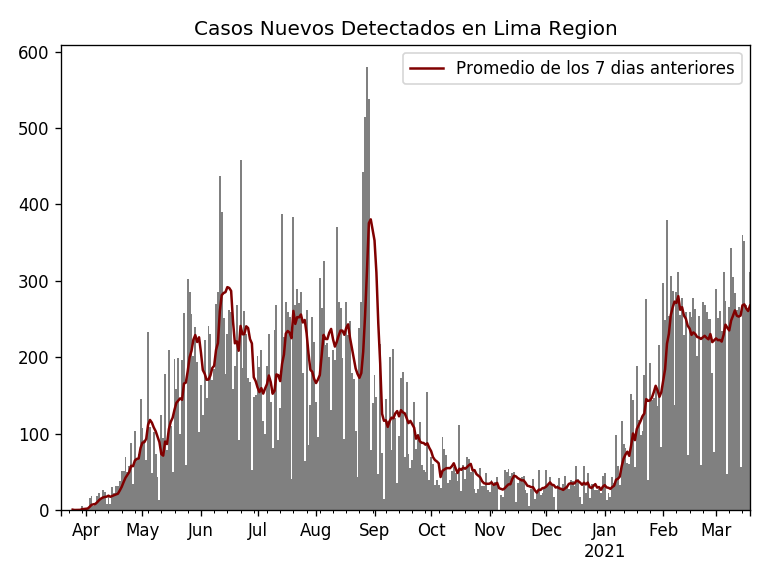 Casos Nuevos Detectados en Lima Region
Promedio de los 7 dias anteriores
600
500
400
300
200
100
0
Apr May Jun Jul Aug Sep Oct Nov Dec Jan Feb Mar
2021